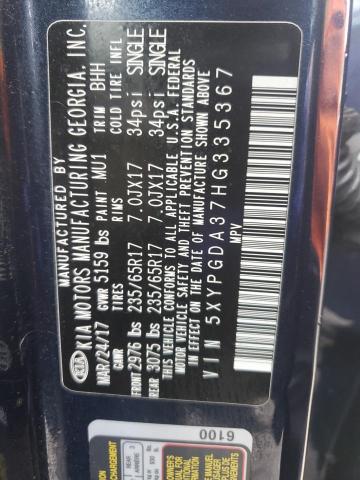 MANUFACTURED BY
KIA KIA MOTORS MANUFACTURING GEORGIA, INC.
MAR/24/17 GVWR 5159 lbs PAINT MU1 TRIM BHH
GAWR TIRES RIMS COLD TIRE INFL
FRONT 2976 lbs 235/65R17 7.0JX17 34psi SINGLE
REAR 3075 lbs 235/65R17 7.0JX17 34psi SINGLE
THIS VEHICLE CONFORMS TO ALL APPLICABLE U.S.A. FEDERAL
MOTOR VEHICLE SAFETY AND THEFT PREVENTION STANDARDS
IN EFFECT ON THE DATE OF MANUFACTURE SHOWN ABOVE.
VIN 5XYPGDA37HG335367
MPV
6100